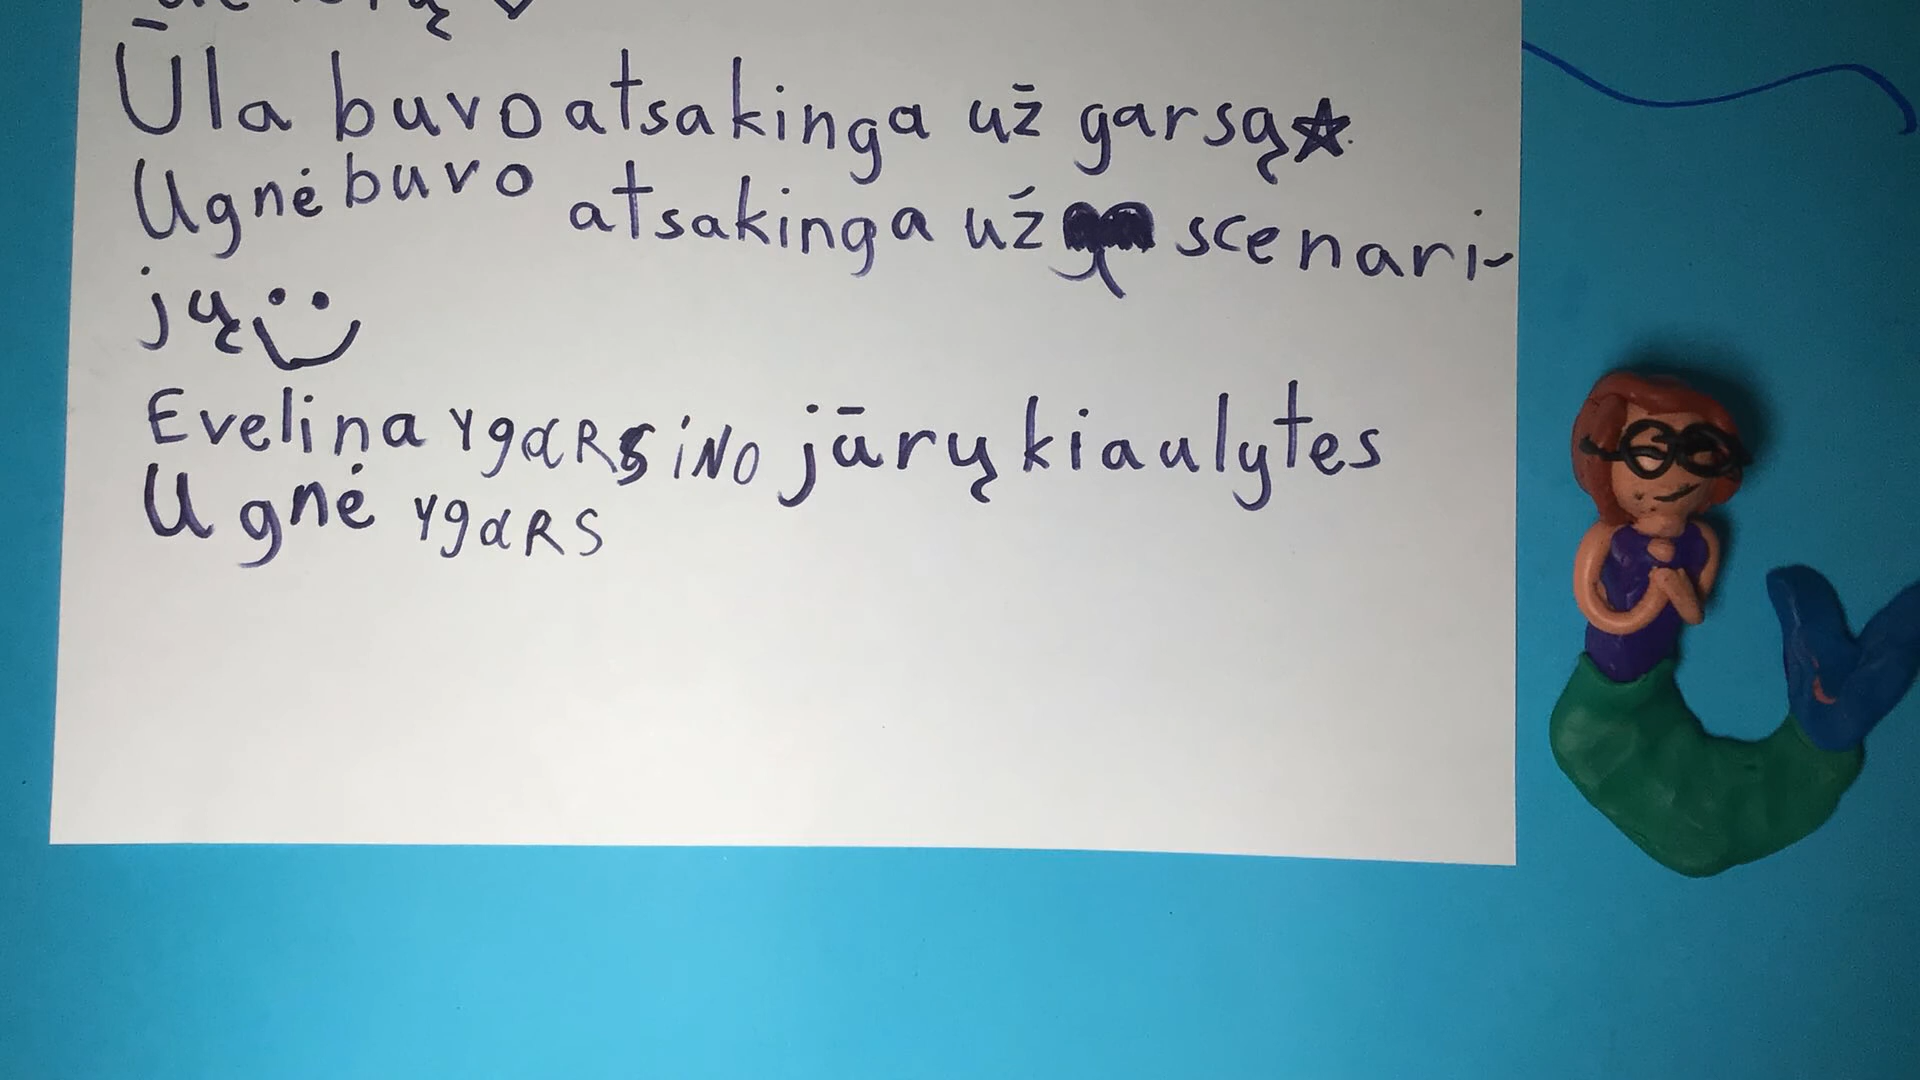 Ūla buvo atsakinga už garsą
Ugnė buvo atsakinga už scenari-
jų
Evelina YgaRSiNO jūrų kiaulytes
Ugnė YgaRS